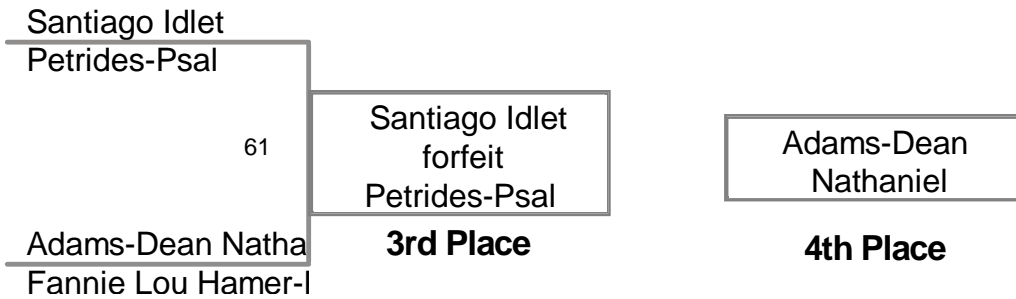 Santiago Idlet
Petrides-Psal
61
Santiago Idlet
forfeit
Petrides-Psal
3rd Place
Adams-Dean
Nathaniel
4th Place
Adams-Dean Natha
Fannie Lou Hamer-